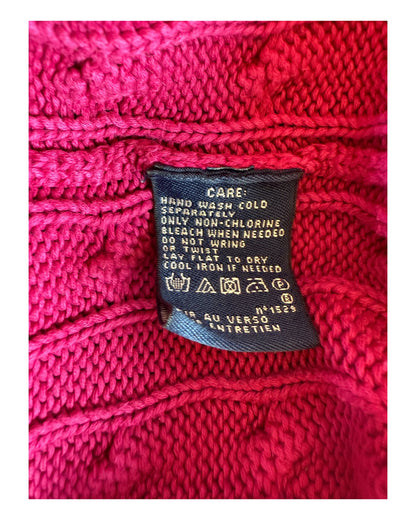 CARE:
HAND WASH COLD
SEPARATELY
ONLY NON-CHLORINE
BLEACH WHEN NEEDED
DO NOT WRING
OR TWIST
LAY FLAT TO DRY
COOL IRON IF NEEDED
P
n° 1529
AU VERSO
ENTRETIEN